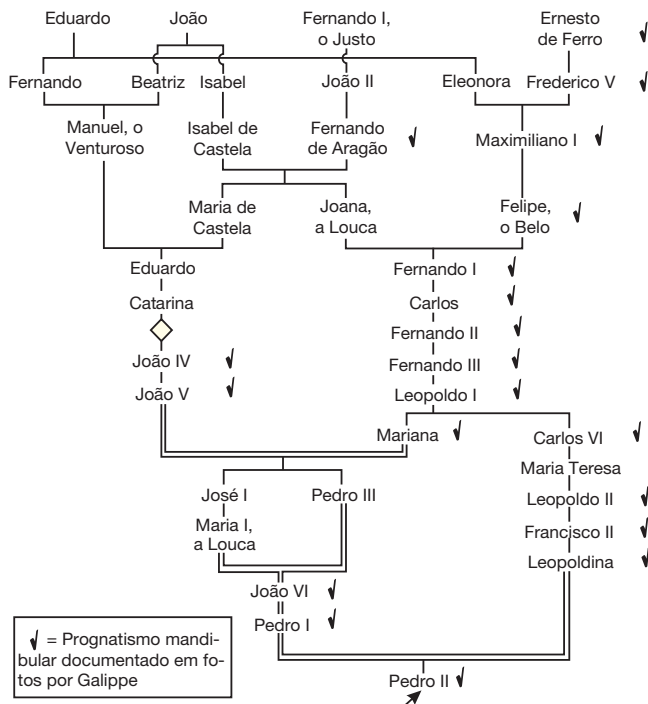 Eduardo
João
Fernando I,
o Justo
Ernesto
de Ferro
Fernando
Beatriz
Isabel
João II
Eleonora
Frederico V
Manuel, o
Venturoso
Isabel de
Castela
Fernando
de Aragão
Maximiliano I
Maria de
Castela
Joana,
a Louca
Felipe,
o Belo
Eduardo
Fernando I
Catarina
Carlos
Fernando II
João IV
Fernando III
João V
Leopoldo I
Mariana
Carlos VI
Maria Teresa
José I
Pedro III
Leopoldo II
Maria I,
a Louca
Francisco II
Leopoldina
João VI
Pedro I
= Prognatismo mandi-
bular documentado em fo-
tos por Galippe
Pedro II